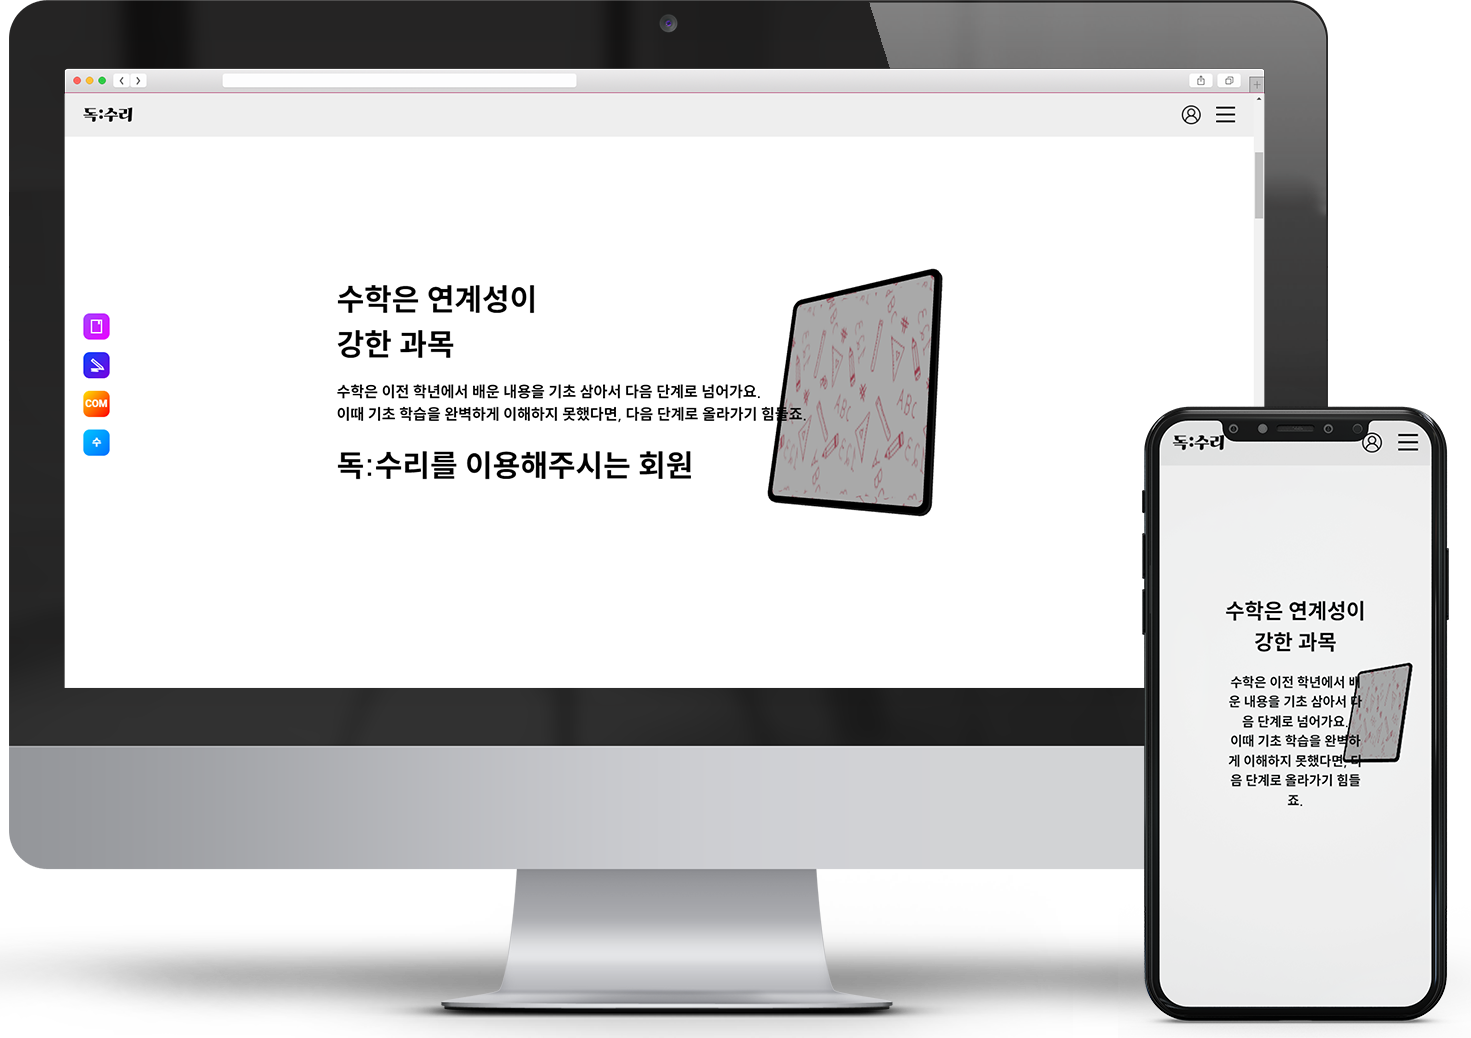 독:수리
수학은 연계성이
강한 과목
수학은 이전 학년에서 배운 내용을 기초 삼아서 다음 단계로 넘어가요.
이때 기초 학습을 완벽하게 이해하지 못했다면, 다음 단계로 올라가기 힘들죠.
독:수리를 이용해주시는 회원
COM
수
ABC
ABC
독:수리
수학은 연계성이
강한 과목
수학은 이전 학년에서 배
운 내용을 기초 삼아서 다
음 단계로 넘어가요.
이때 기초 학습을 완벽하
게 이해하지 못했다면, 다
음 단계로 올라가기 힘들
죠.